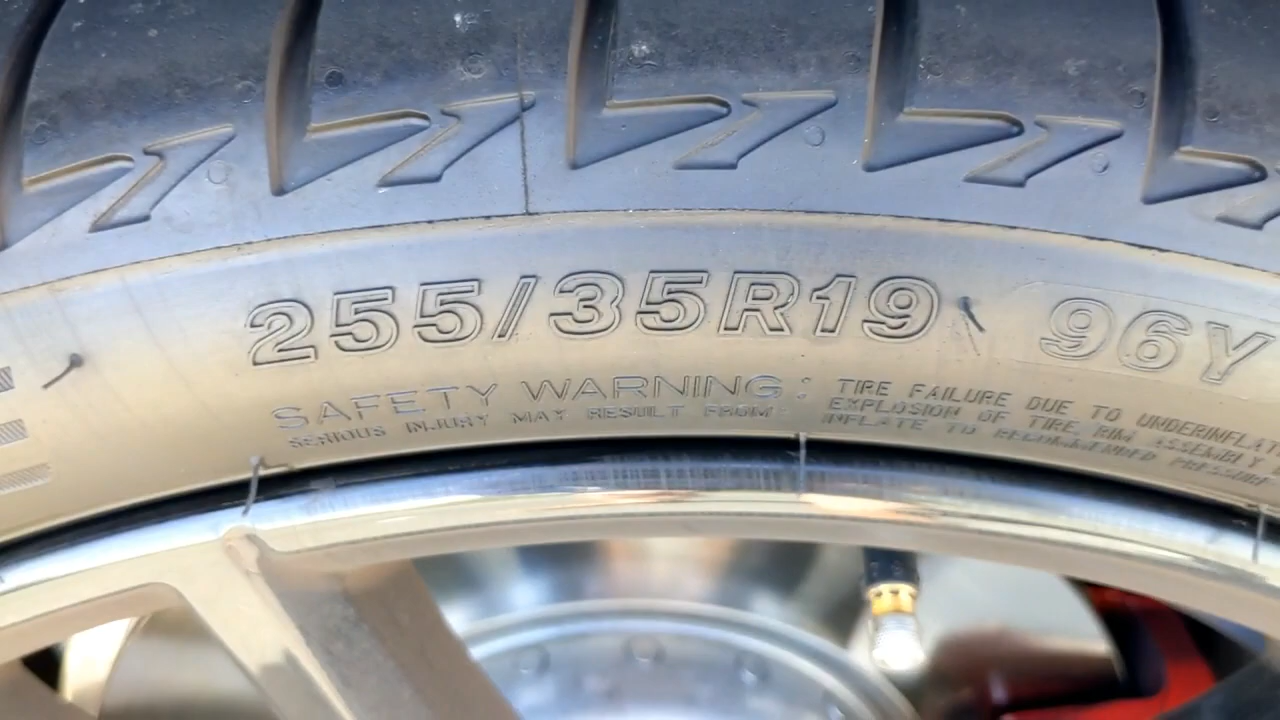 255/35R19 96Y
SAFETY WARNING:
SERIOUS INJURY MAY RESULT FROM:
TIRE FAILURE DUE TO UNDERINFLAT
EXPLOSION OF TIRE RIM ASSEMBLY
INFLATE TO RECOMMENDED PRESSURE